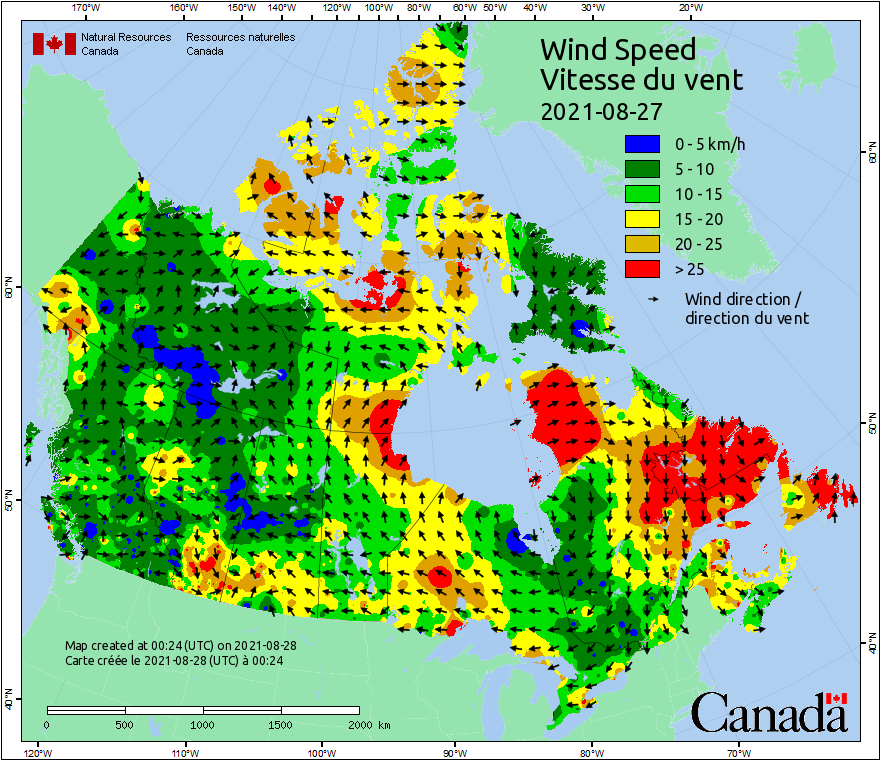 170°W 160°W 150°W 140°W 120°W 100°W 80°W 60°W 50°W 40°W 30°W 20°W
Natural Resources Canada
Ressources naturelles Canada
Wind Speed
Vitesse du vent
2021-08-27
0 - 5 km/h
5 - 10
10 - 15
15 - 20
20 - 25
> 25
Wind direction /
direction du vent
60°N
50°N
40°N
60°N
50°N
40°N
Map created at 00:24 (UTC) on 2021-08-28
Carte créée le 2021-08-28 (UTC) à 00:24
0 500 1000 1500 2000 km
Canada
120°W 110°W 100°W 90°W 80°W 70°W